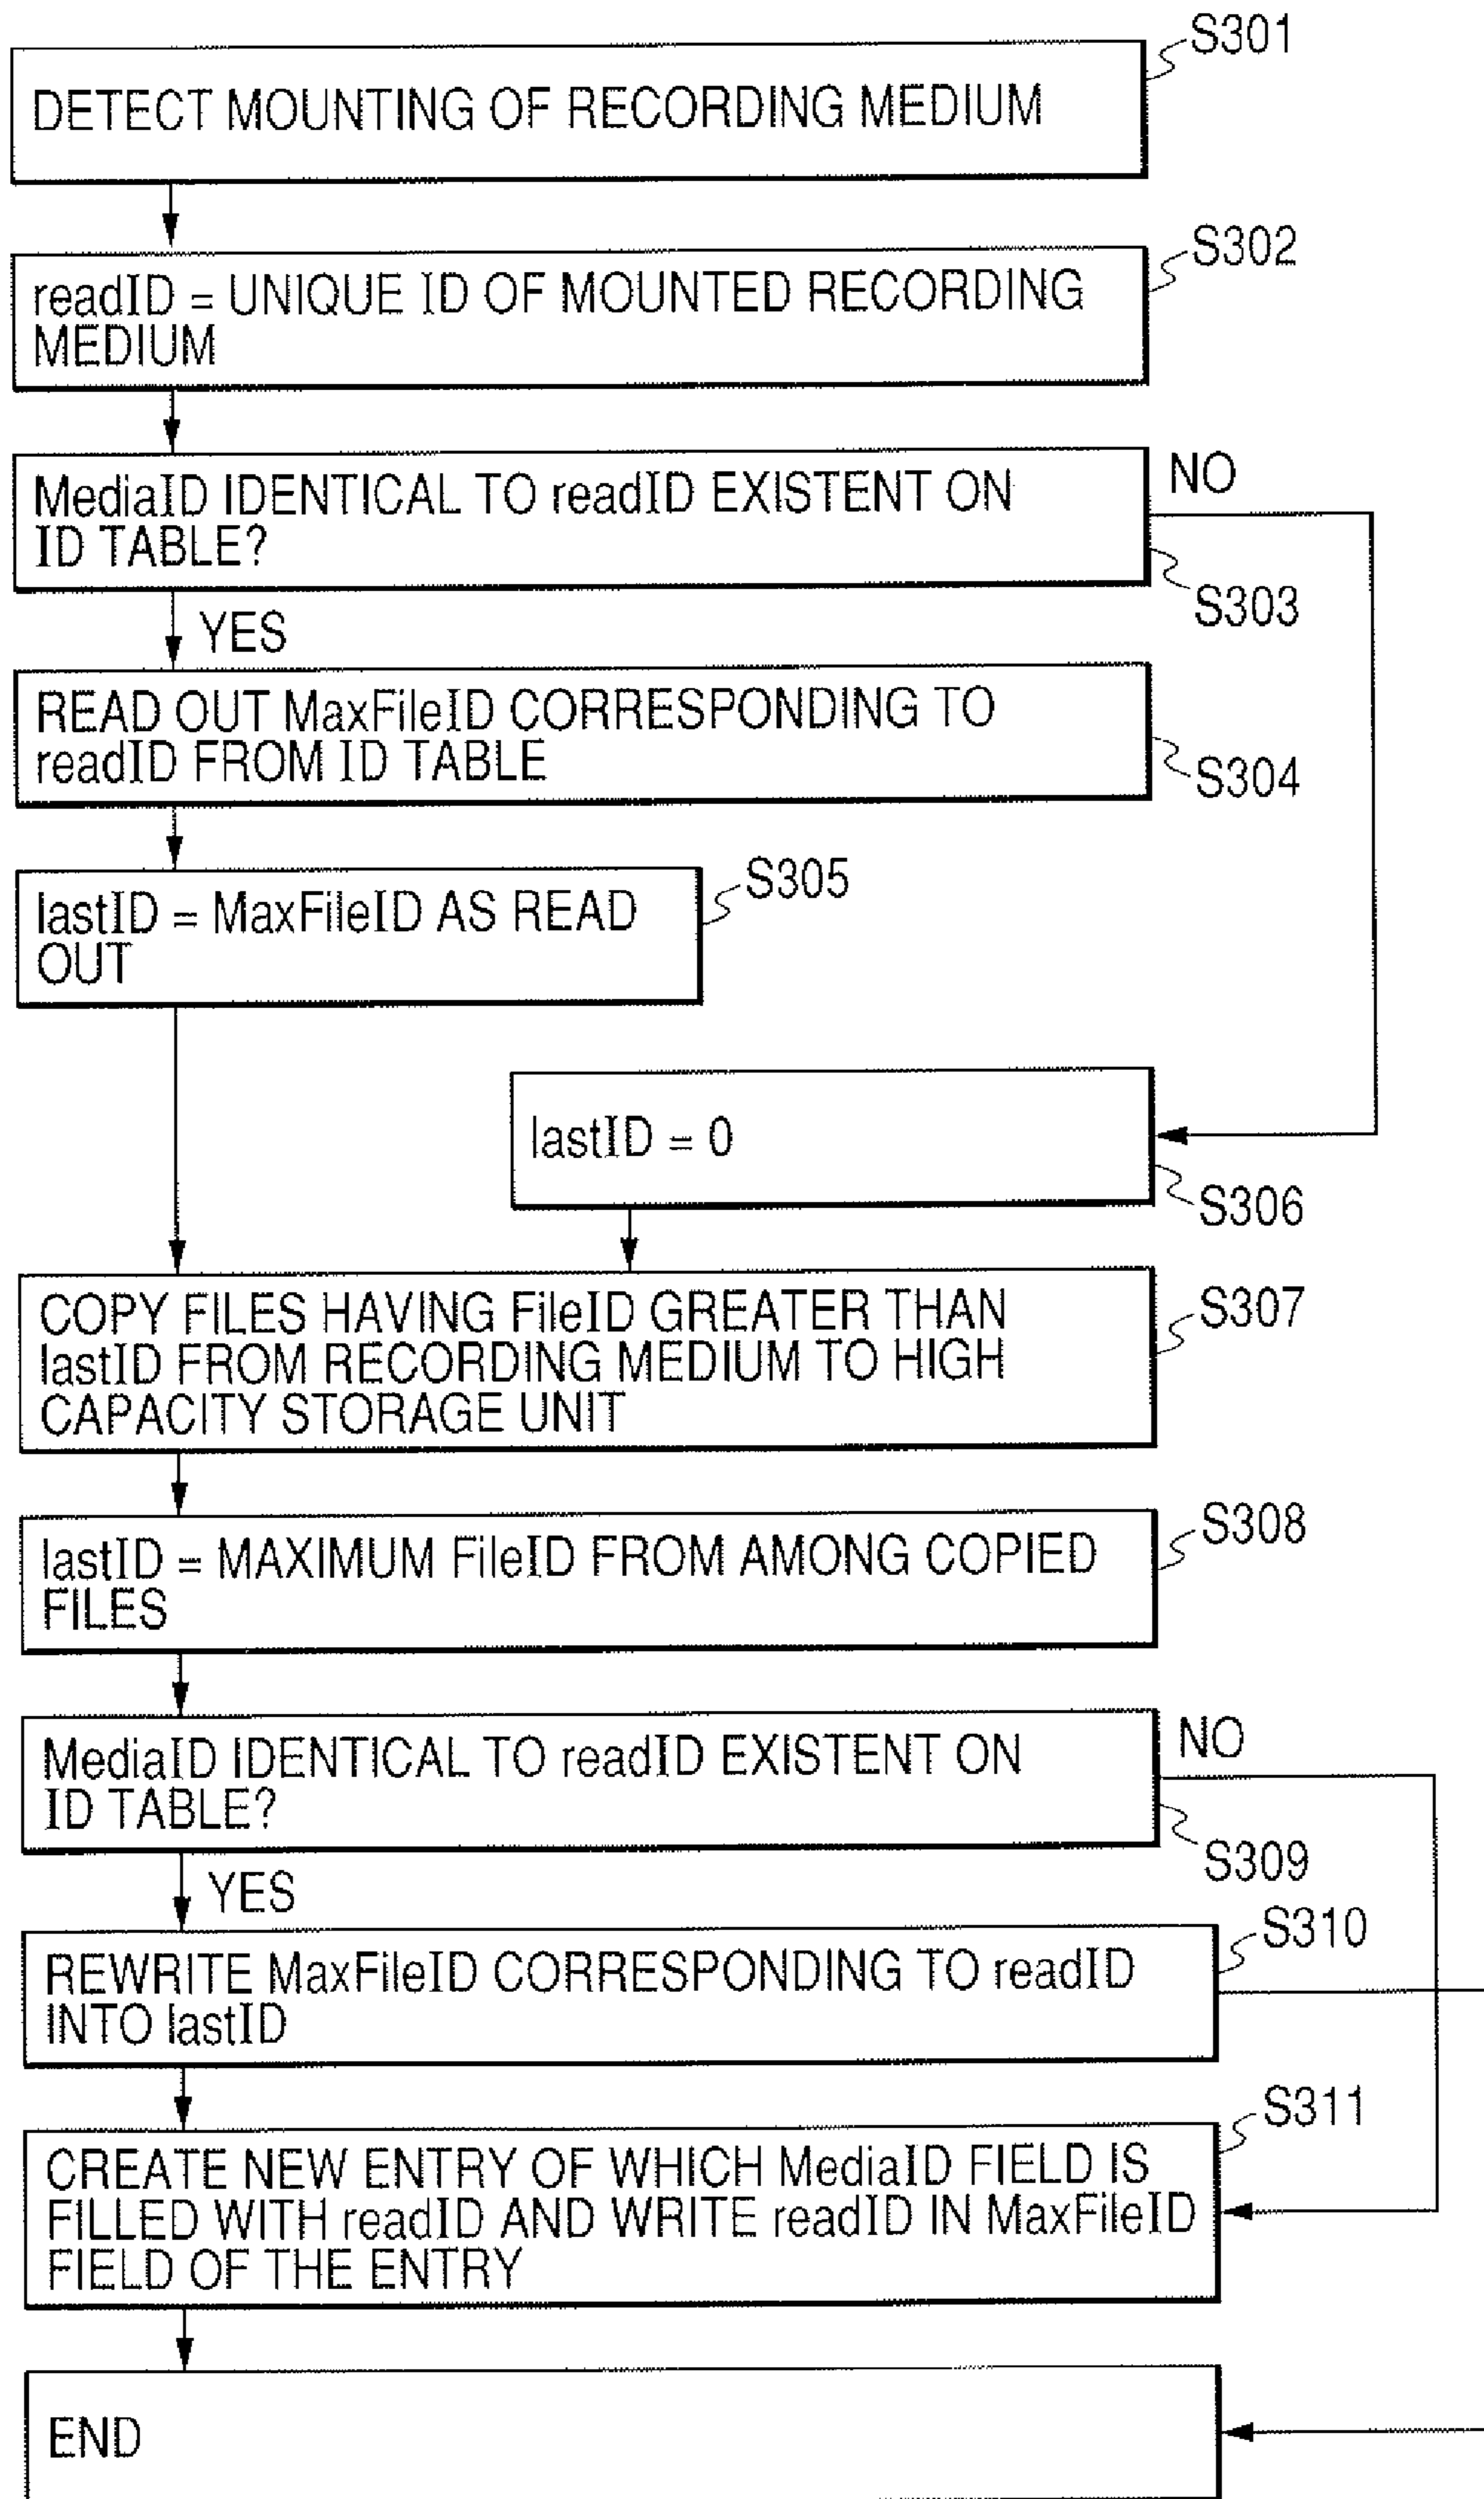 S301
DETECT MOUNTING OF RECORDING MEDIUM
S302
readID = UNIQUE ID OF MOUNTED RECORDING
MEDIUM
NO
MediaID IDENTICAL TO readID EXISTENT ON
ID TABLE?
S303
YES
READ OUT MaxFileID CORRESPONDING TO
readID FROM ID TABLE
S304
S305
lastID = MaxFileID AS READ
OUT
lastID = 0
S306
COPY FILES HAVING FileID GREATER THAN
lastID FROM RECORDING MEDIUM TO HIGH
CAPACITY STORAGE UNIT
S307
S308
lastID = MAXIMUM FileID FROM AMONG COPIED
FILES
NO
MediaID IDENTICAL TO readID EXISTENT ON
ID TABLE?
S309
YES
S310
REWRITE MaxFileID CORRESPONDING TO readID
INTO lastID
S311
CREATE NEW ENTRY OF WHICH MediaID FIELD IS
FILLED WITH readID AND WRITE readID IN MaxFileID
FIELD OF THE ENTRY
END